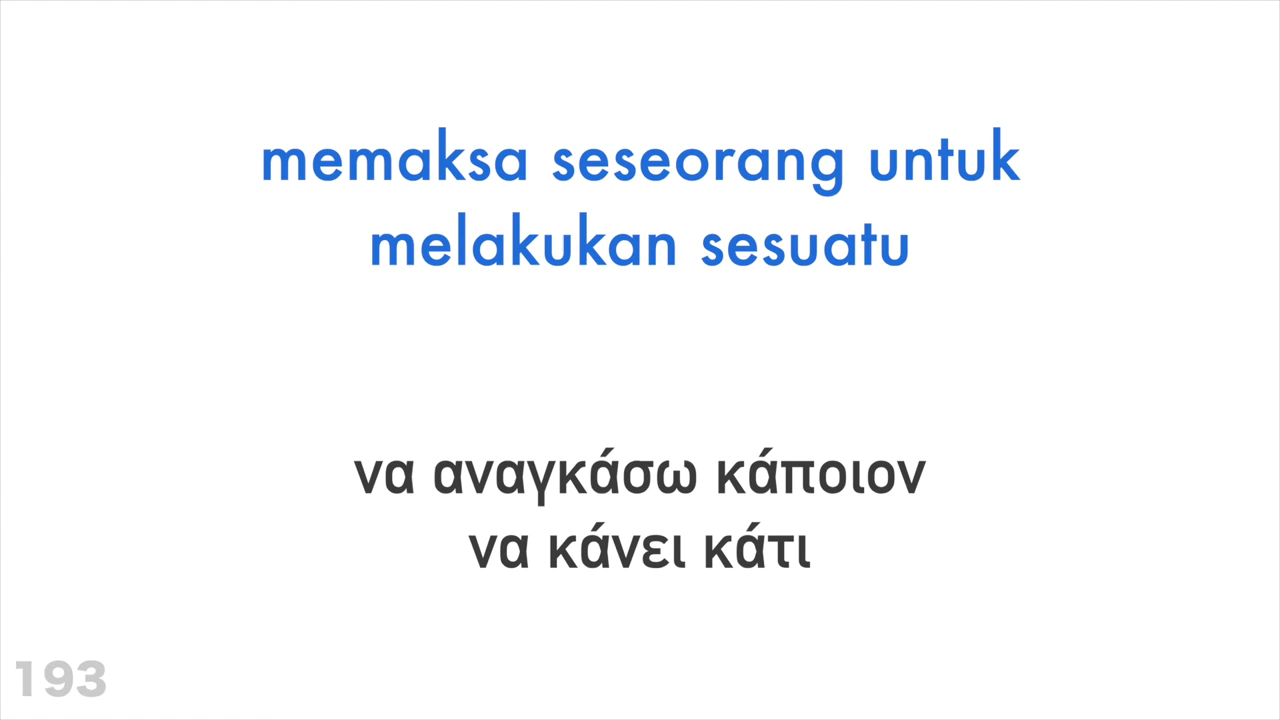 memaksa seseorang untuk
melakukan sesuatu
να αναγκάσω κάποιον
να κάνει κάτι
193